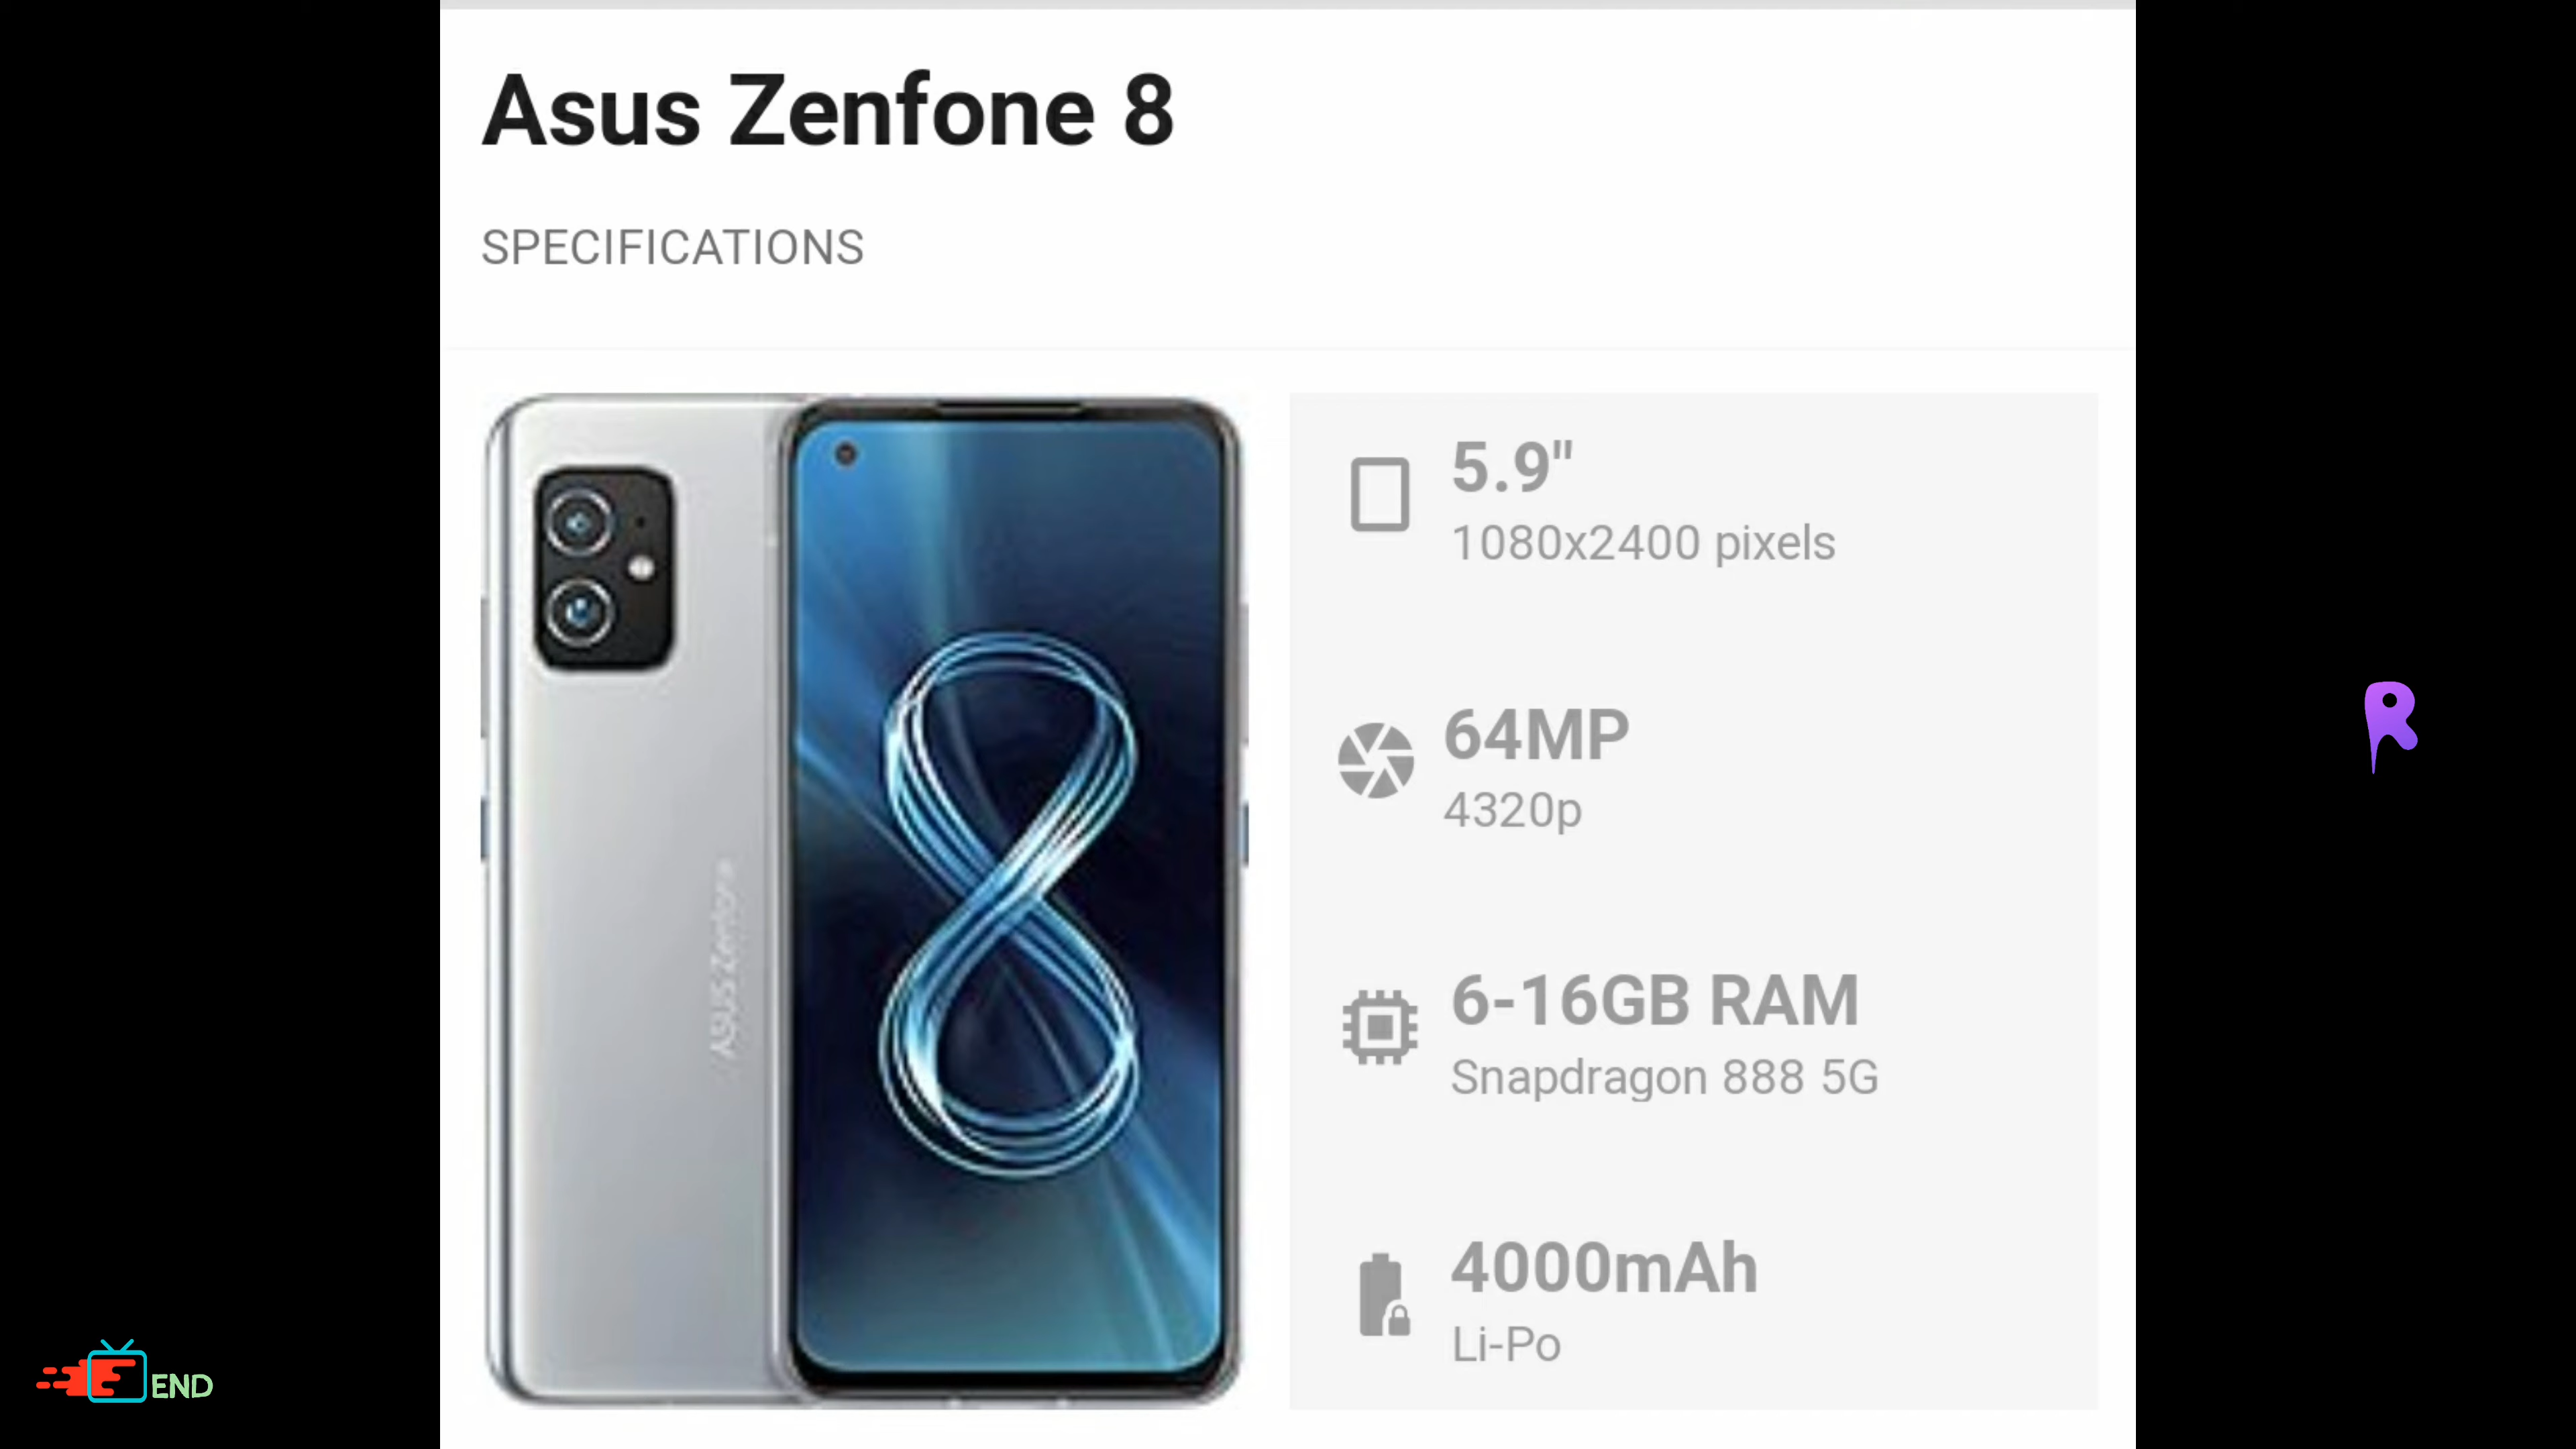 Asus Zenfone 8
SPECIFICATIONS
5.9"
1080x2400 pixels
64MP
4320p
6-16GB RAM
Snapdragon 888 5G
4000mAh
Li-Po
ASUS Zenfone
END